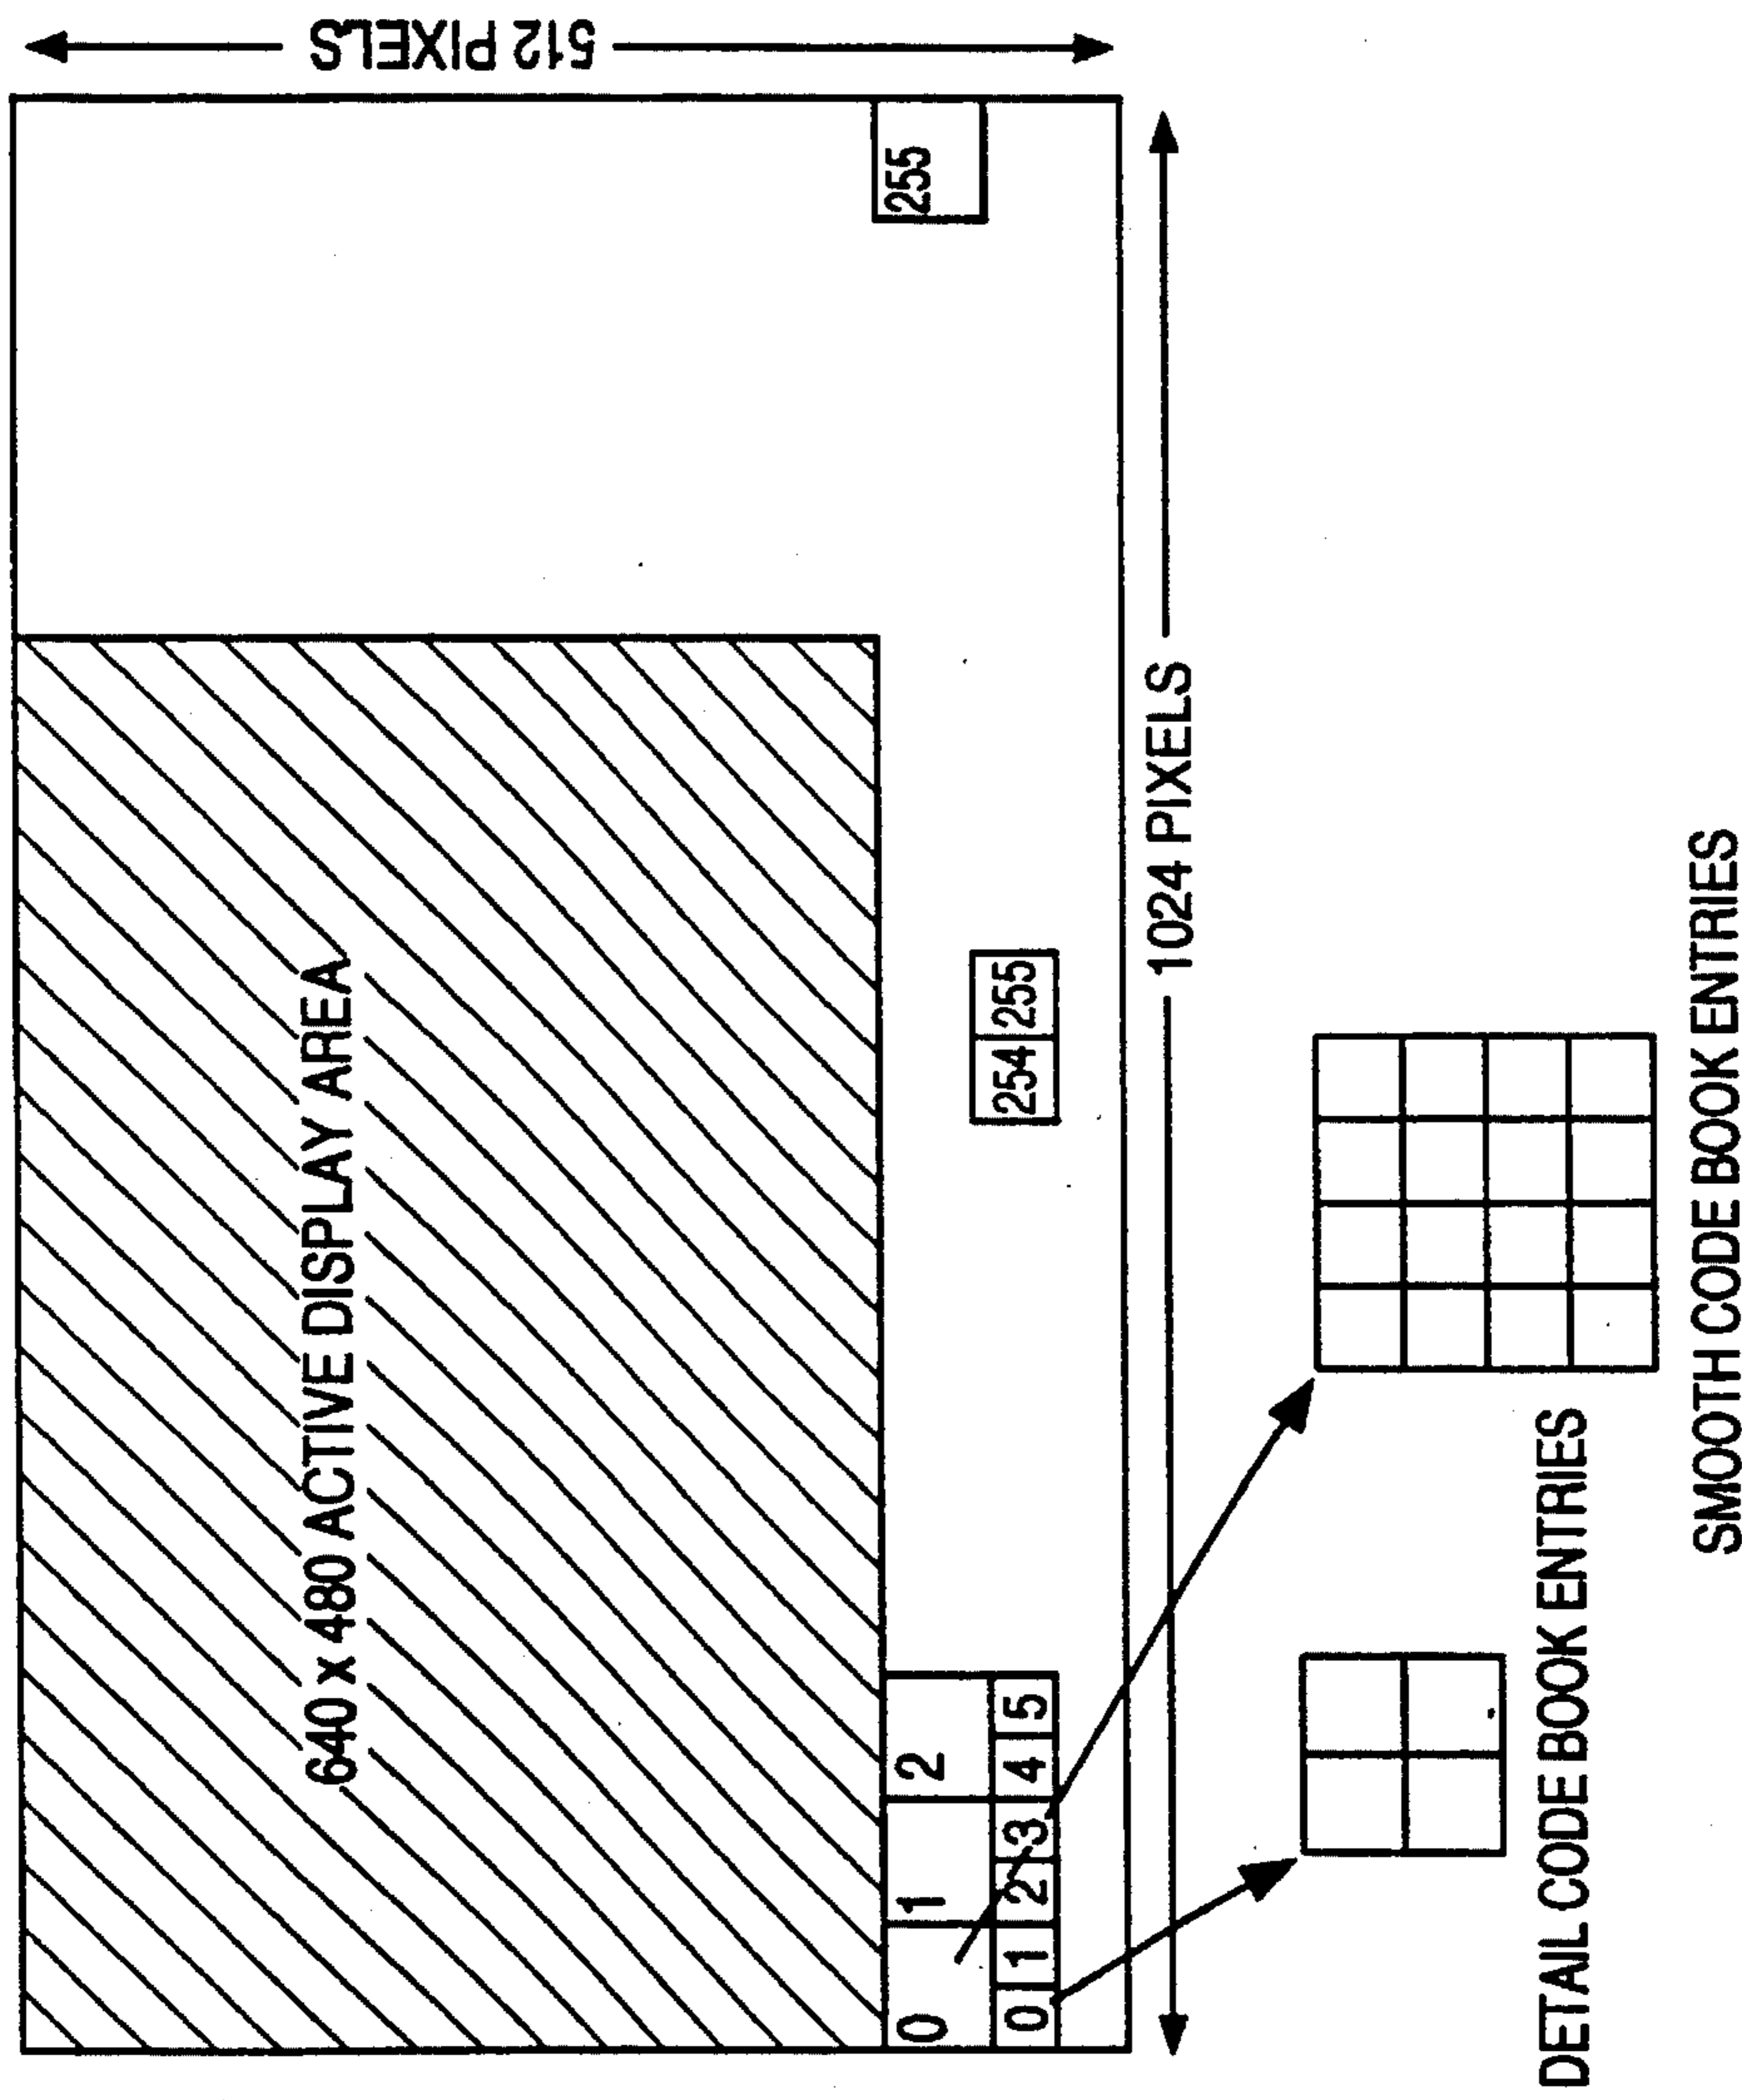 512 PIXELS
640 x 480 ACTIVE DISPLAY AREA
0 1 2 255
0 1 2 3 4 5 254 255
1024 PIXELS
DETAIL CODE BOOK ENTRIES
SMOOTH CODE BOOK ENTRIES